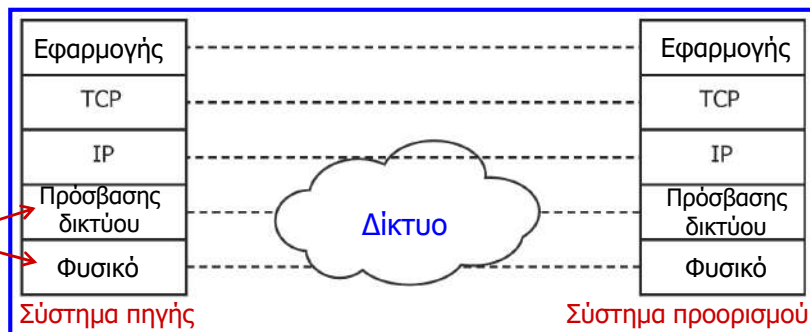 Εφαρμογής
TCP
IP
Πρόσβασης
δικτύου
Φυσικό
Σύστημα πηγής
Δίκτυο
Εφαρμογής
TCP
IP
Πρόσβασης
δικτύου
Φυσικό
Σύστημα προορισμού